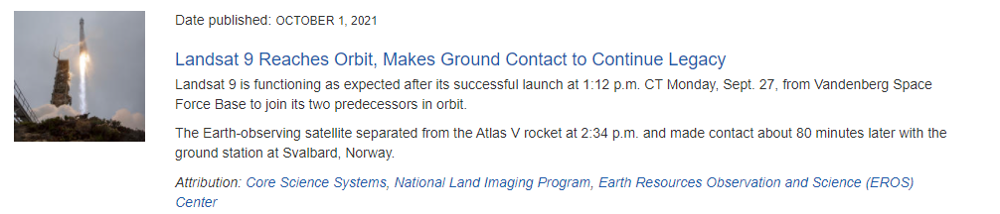 Date published: OCTOBER 1, 2021
Landsat 9 Reaches Orbit, Makes Ground Contact to Continue Legacy
Landsat 9 is functioning as expected after its successful launch at 1:12 p.m. CT Monday, Sept. 27, from Vandenberg Space
Force Base to join its two predecessors in orbit.
The Earth-observing satellite separated from the Atlas V rocket at 2:34 p.m. and made contact about 80 minutes later with the
ground station at Svalbard, Norway.
Attribution: Core Science Systems, National Land Imaging Program, Earth Resources Observation and Science (EROS)
Center